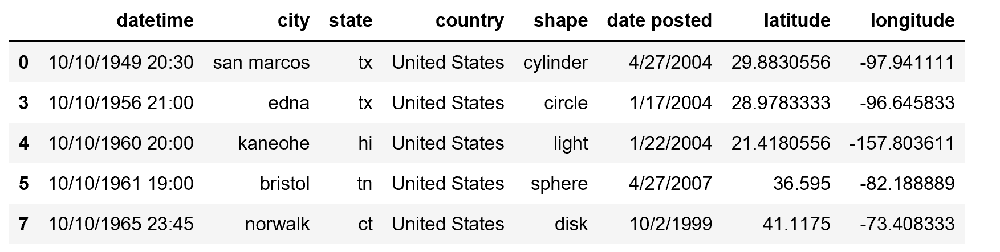 datetime city state country shape date posted latitude longitude
0 10/10/1949 20:30 san marcos tx United States cylinder 4/27/2004 29.8830556 -97.941111
3 10/10/1956 21:00 edna tx United States circle 1/17/2004 28.9783333 -96.645833
4 10/10/1960 20:00 kaneohe hi United States light 1/22/2004 21.4180556 -157.803611
5 10/10/1961 19:00 bristol tn United States sphere 4/27/2007 36.595 -82.188889
7 10/10/1965 23:45 norwalk ct United States disk 10/2/1999 41.1175 -73.408333